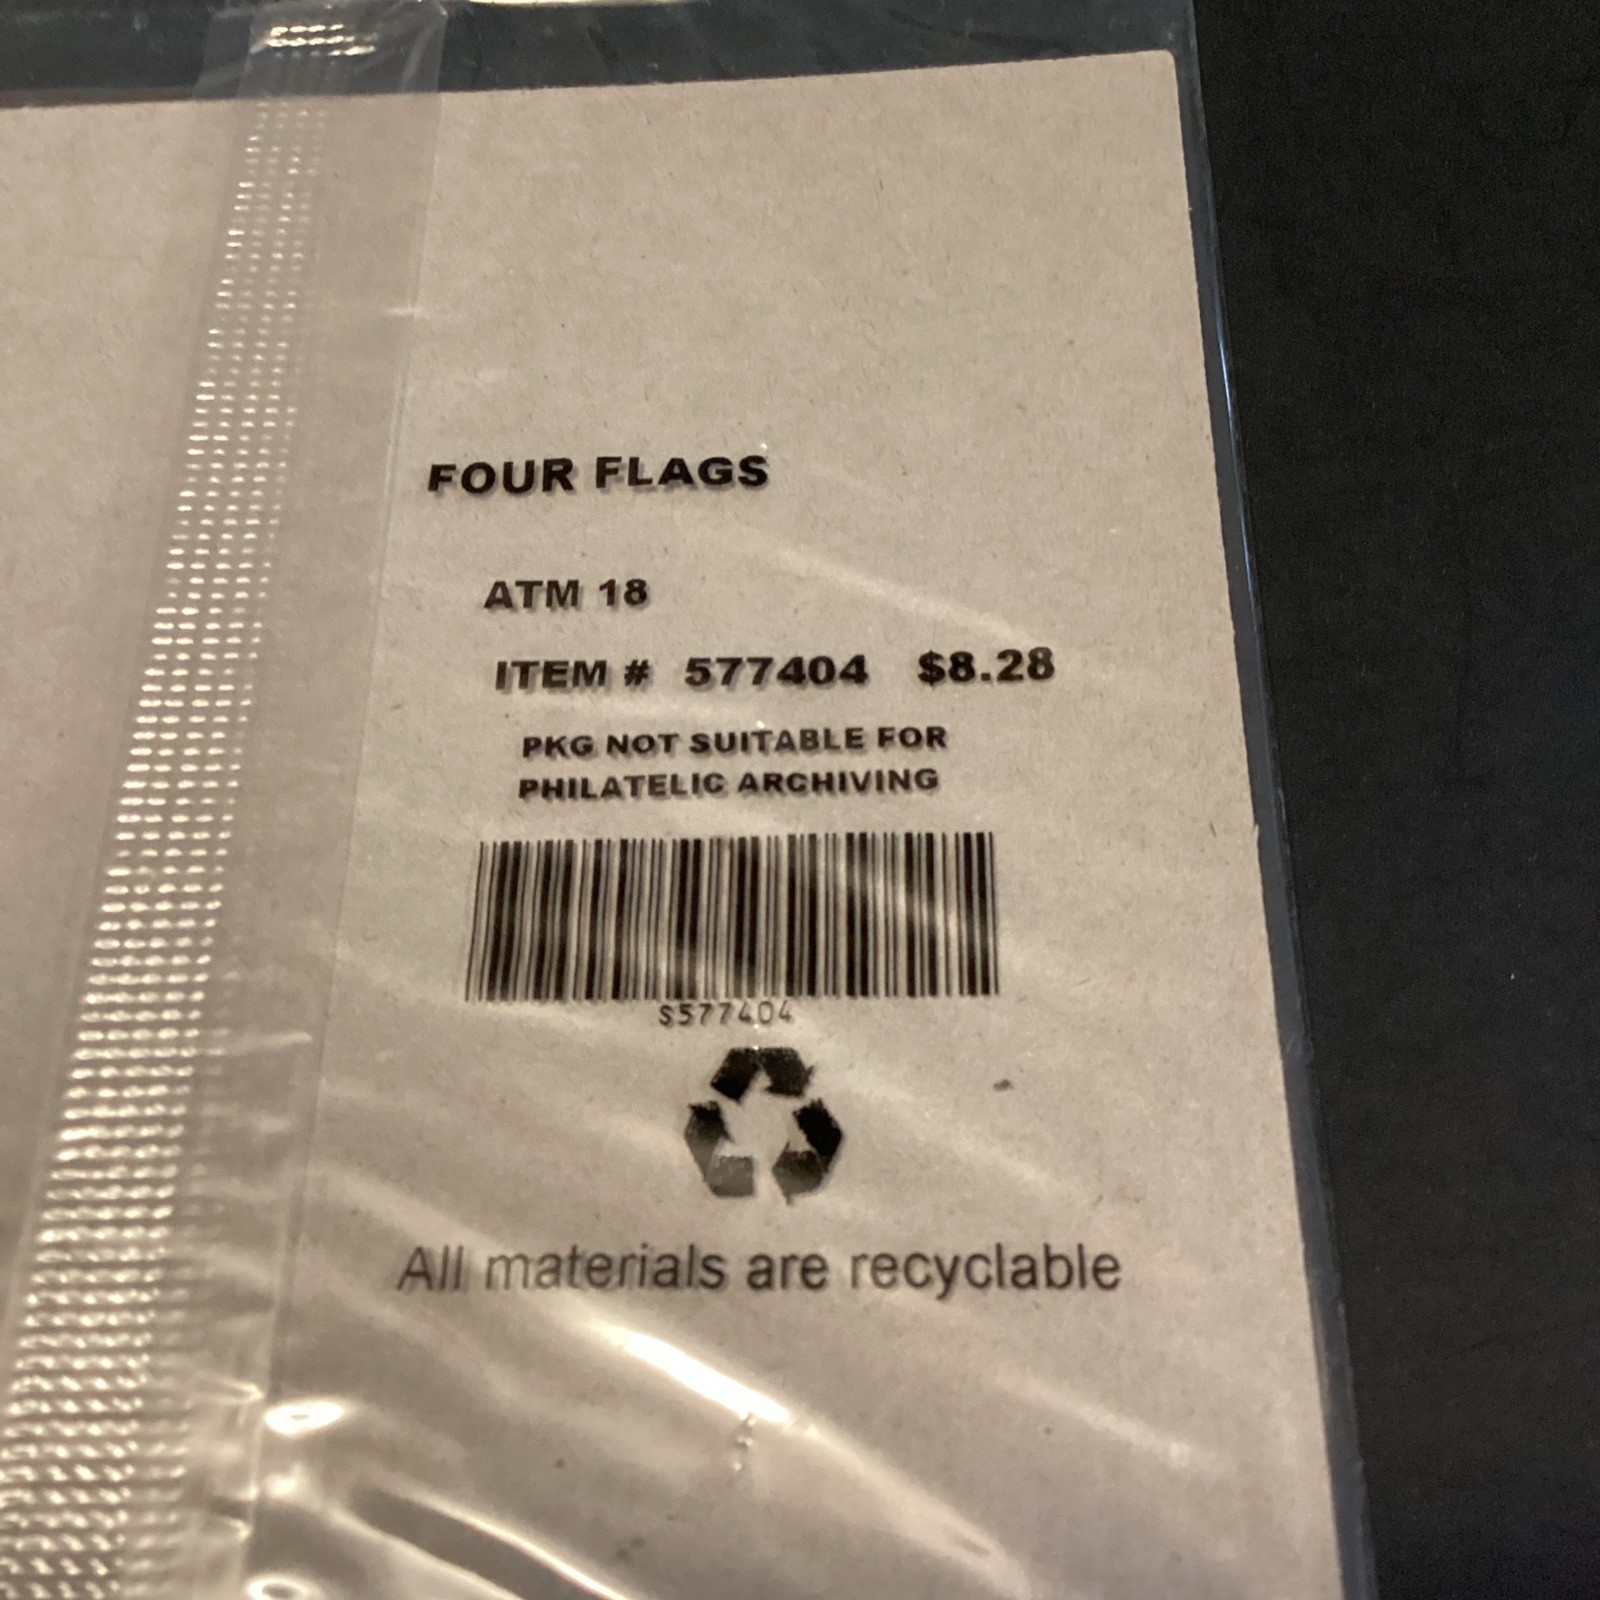 FOUR FLAGS
ATM 18
ITEM # 577404 $8.28
PKG NOT SUITABLE FOR
PHILATELIC ARCHIVING
S577404
All materials are recyclable